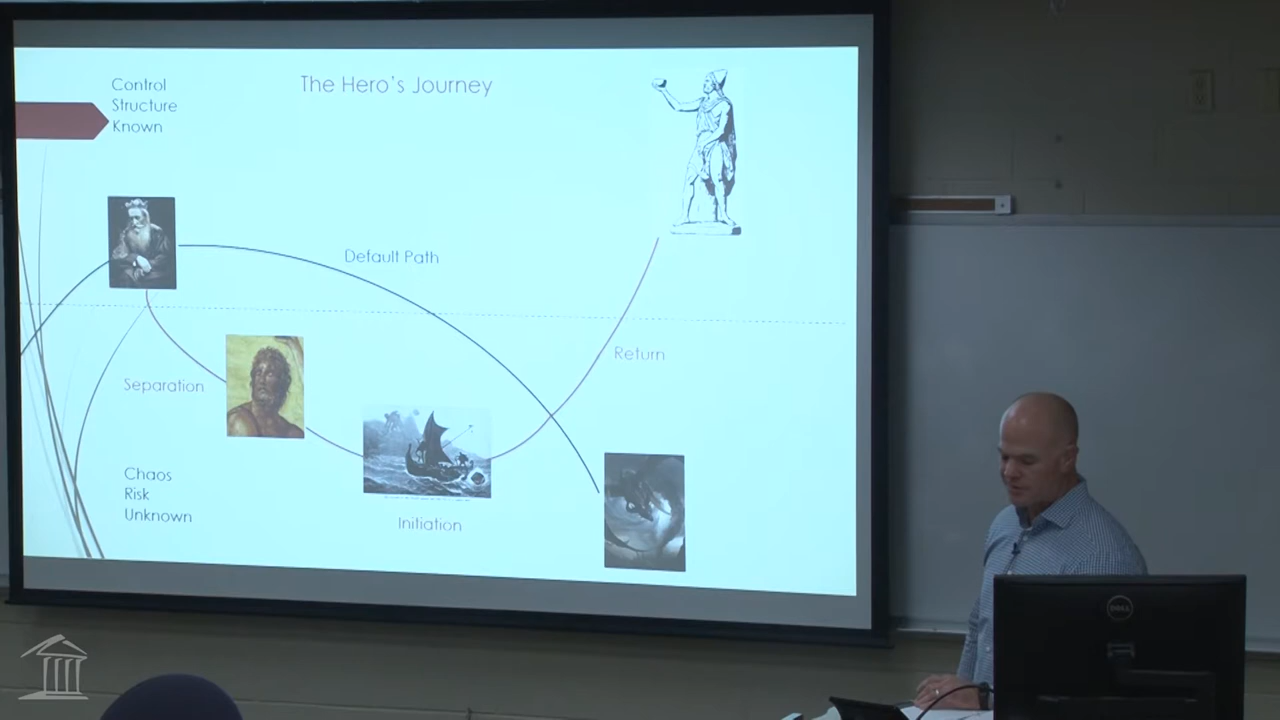 The Hero's Journey
Control
Structure
Known
Default Path
Return
Separation
Chaos
Risk
Unknown
Initiation
DELL